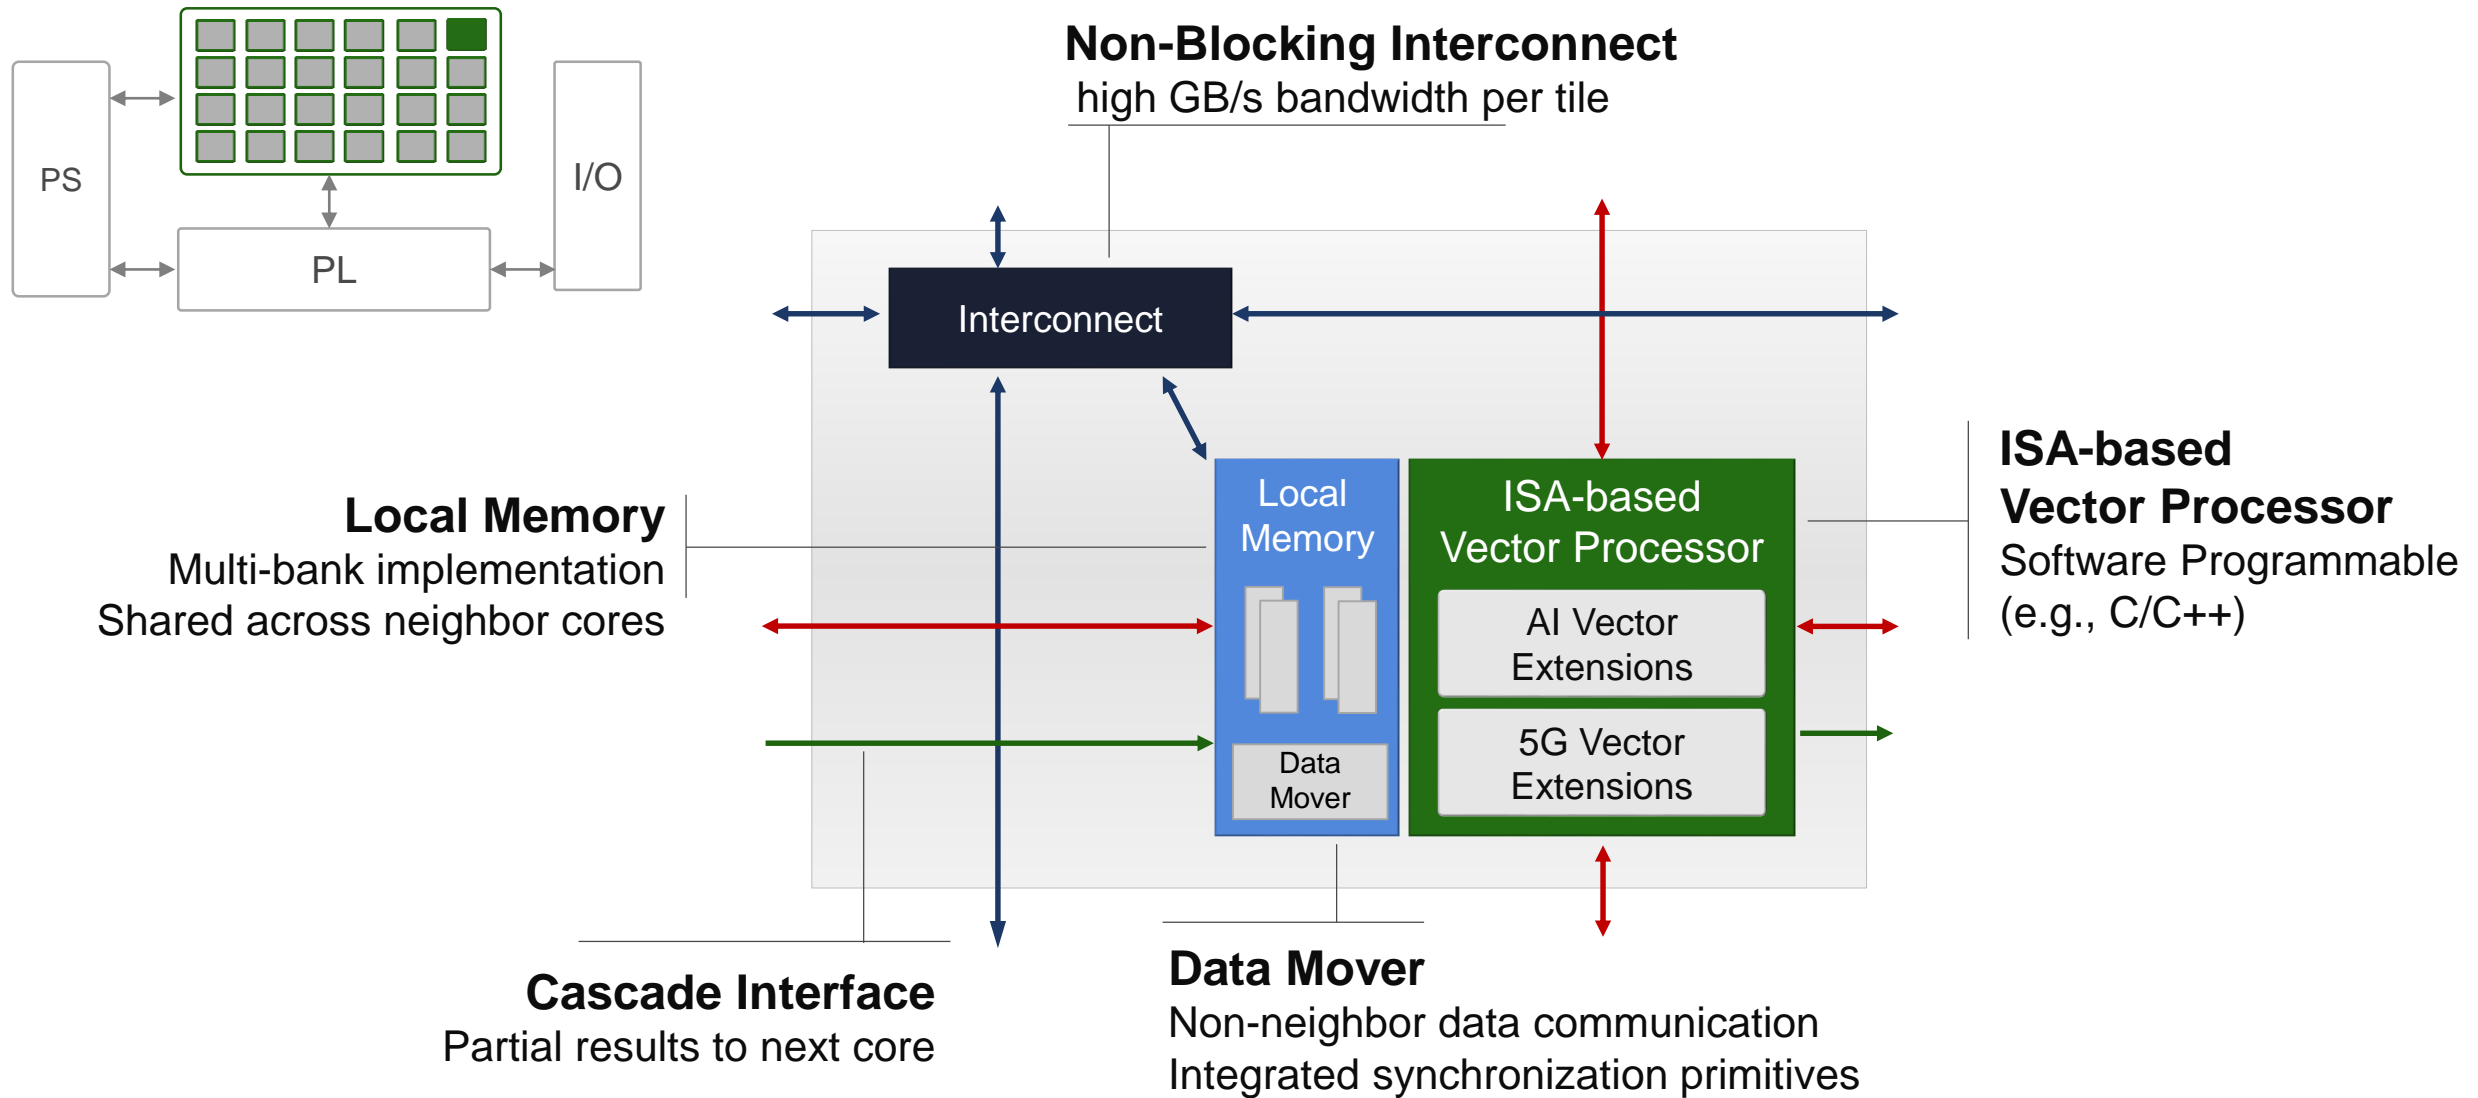 Non-Blocking Interconnect
high GB/s bandwidth per tile
PS
I/O
PL
Interconnect
Local Memory
Multi-bank implementation
Shared across neighbor cores
Local
Memory
Data
Mover
ISA-based
Vector Processor
AI Vector
Extensions
5G Vector
Extensions
ISA-based
Vector Processor
Software Programmable
(e.g., C/C++)
Cascade Interface
Partial results to next core
Data Mover
Non-neighbor data communication
Integrated synchronization primitives